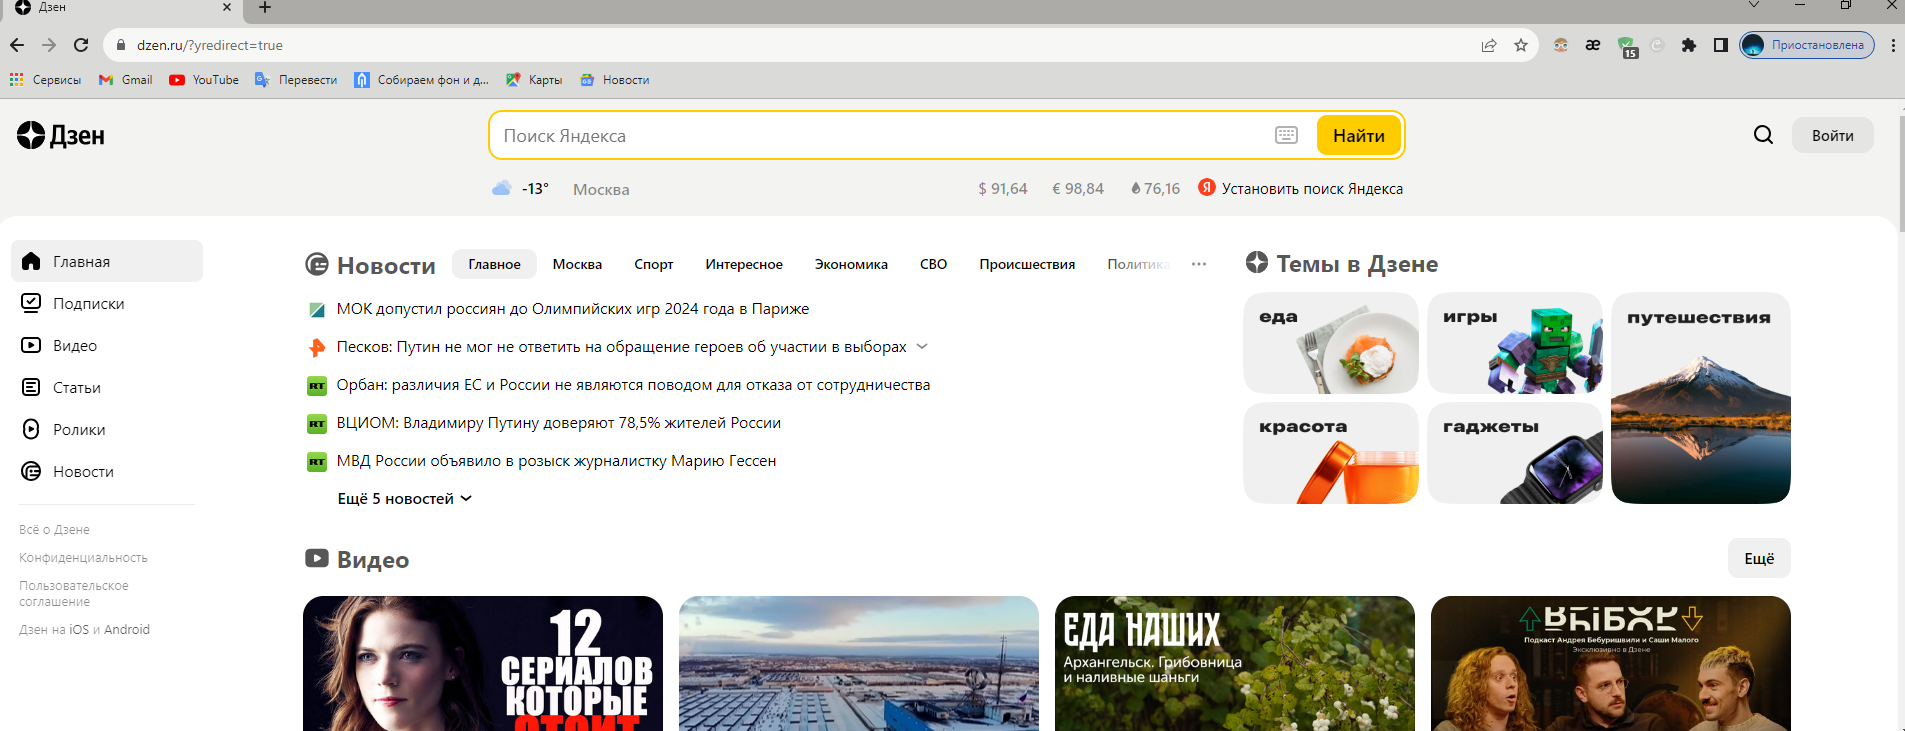 Дзен
dzen.ru/?yredirect=true
15
Приостановлена
Сервисы
Gmail
YouTube
Перевести
Собираем фон и д...
Карты
Новости
Дзен
Поиск Яндекса
Найти
Войти
-13°
Москва
$ 91,64
€ 98,84
76,16
Я
Установить поиск Яндекса
Главная
Подписки
Видео
Статьи
Ролики
Новости
Всё о Дзене
Конфиденциальность
Пользовательское
соглашение
Дзен на iOS и Android
Новости
Главное
Москва
Спорт
Интересное
Экономика
СВО
Происшествия
Политика
МОК допустил россиян до Олимпийских игр 2024 года в Париже
Песков: Путин не мог не ответить на обращение героев об участии в выборах
RT
Орбан: различия ЕС и России не являются поводом для отказа от сотрудничества
RT
ВЦИОМ: Владимиру Путину доверяют 78,5% жителей России
RT
МВД России объявило в розыск журналистку Марию Гессен
Ещё 5 новостей
Темы в Дзене
еда
игры
путешествия
красота
гаджеты
Видео
Ещё
12
СЕРИАЛОВ
КОТОРЫЕ
СТОИТ
ЕДА НАШИХ
Архангельск. Грибовница
и наливные шаньги
ВЫБОР
Подкаст Андрея Бебуришвили и Саши Малого
Эксклюзивно в Дзене